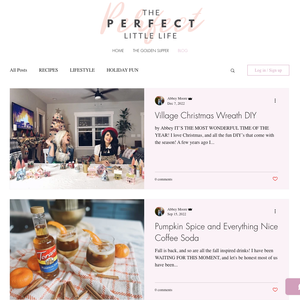 THE
Perfect
PERFECT
LITTLE LIFE
HOME THE GOLDEN SLIPPER BLOG
All Posts RECIPES LIFESTYLE HOLIDAY FUN
Log in / Sign up
Abbey Moore
Dec 7, 2022
Village Christmas Wreath DIY
by Abbey IT´S THE MOST WONDERFUL TIME OF THE
YEAR! I love Christmas, and all the fun DIY's that come
with the season! A few years ago I...
0 comments
Abbey Moore
Sep 15, 2022
Pumpkin Spice and Everything Nice
Coffee Soda
Fall is back, and so are all the fall inspired drinks! I have been
WAITING FOR THIS MOMENT, and let's be honest most of us
have been...
0 comments
Torani